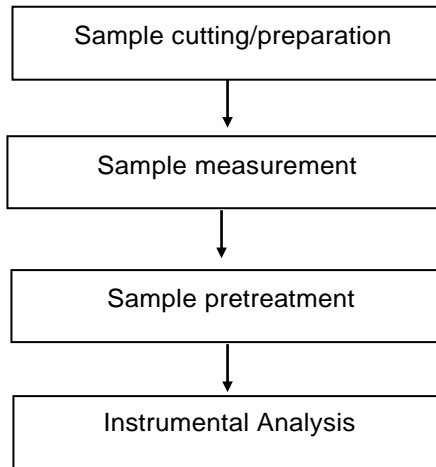 Sample cutting/preparation
Sample measurement
Sample pretreatment
Instrumental Analysis